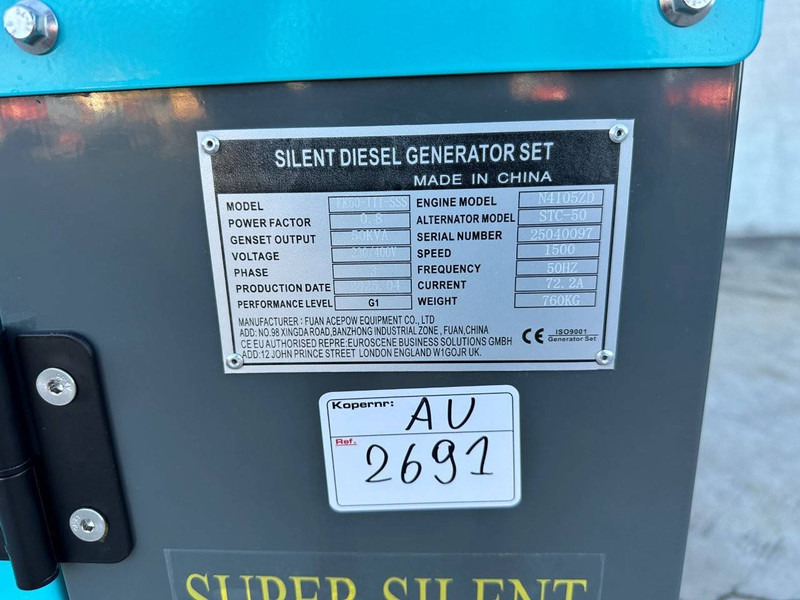 SILENT DIESEL GENERATOR SET
MADE IN CHINA
MODEL
POWER FACTOR 0.8
GENSET OUTPUT 50KVA
VOLTAGE 230/400V
PHASE 3
PRODUCTION DATE 2025.04
PERFORMANCE LEVEL G1
ENGINE MODEL N4105ZD
ALTERNATOR MODEL STC-50
SERIAL NUMBER 25040097
SPEED 1500
FREQUENCY 50HZ
CURRENT 72.2A
WEIGHT 760KG
MANUFACTURER : FUAN ACEPOW EQUIPMENT CO., LTD
ADD: NO.98 XINGDA ROAD, BANZHONG INDUSTRIAL ZONE , FUAN,CHINA
CE EU AUTHORISED REPRE: EUROSCENE BUSINESS SOLUTIONS GMBH
ADD:12 JOHN PRINCE STREET LONDON ENGLAND W1GOJR UK.
CE
ISO9001
Generator Set
Kopernr: AU
Ref. 2691
SUPER SILENT